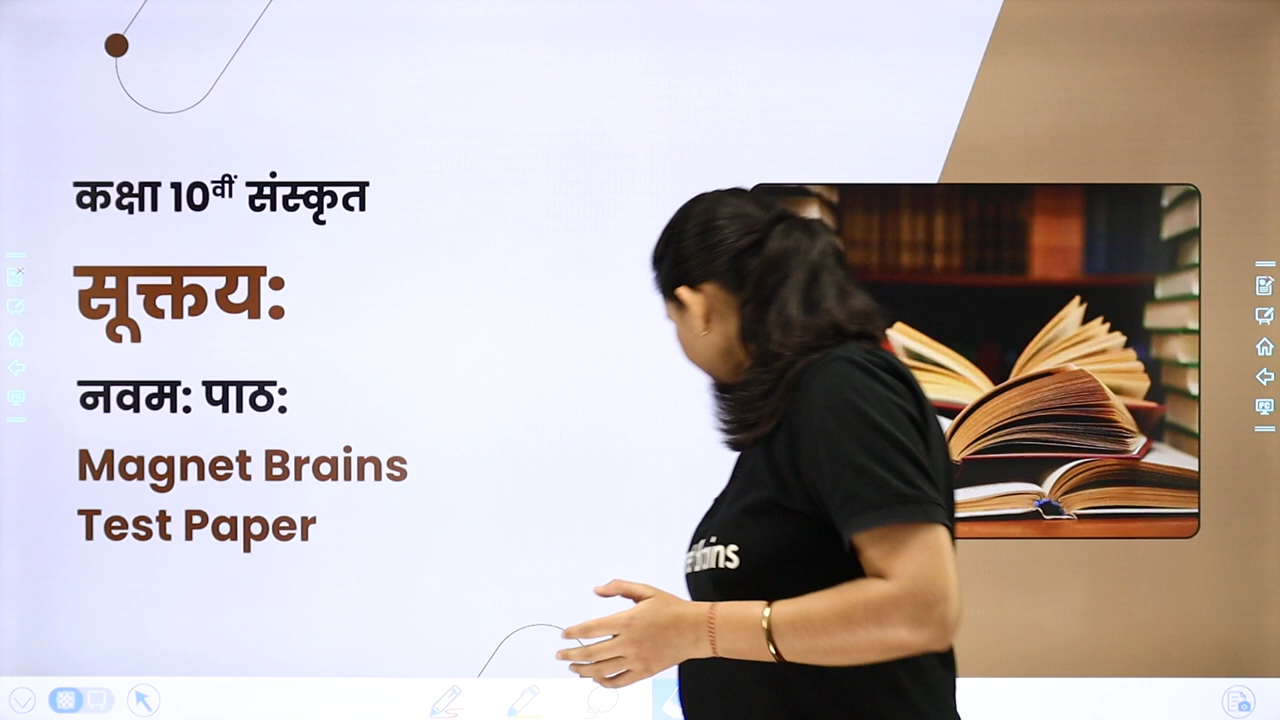 कक्षा 10वीं संस्कृत
सूक्तय:
नवम: पाठ:
Magnet Brains
Test Paper